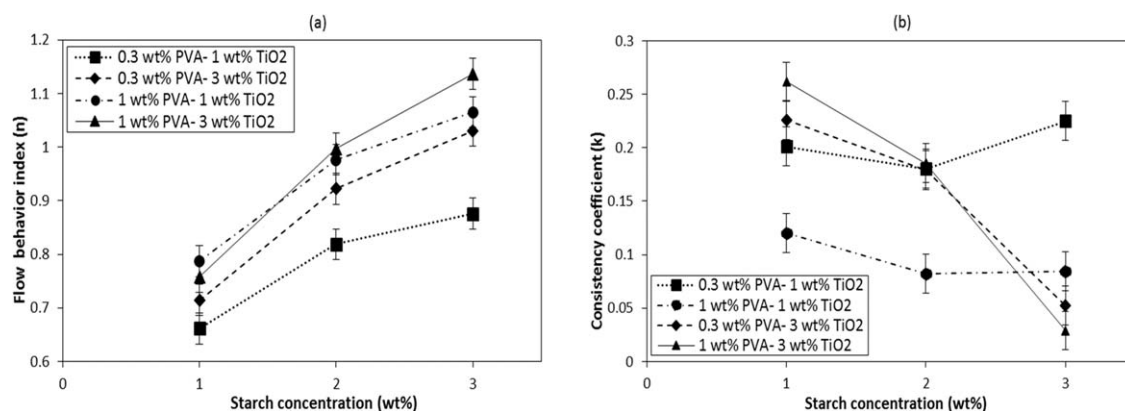 (a)
1.2
1.1
1
0.9
0.8
0.7
0.6
0
1
2
3
Flow behavior index (n)
Starch concentration (wt%)
0.3 wt% PVA- 1 wt% TiO2
0.3 wt% PVA- 3 wt% TiO2
1 wt% PVA- 1 wt% TiO2
1 wt% PVA- 3 wt% TiO2
(b)
0.3
0.25
0.2
0.15
0.1
0.05
0
0
1
2
3
Consistency coefficient (k)
Starch concentration (wt%)
0.3 wt% PVA- 1 wt% TiO2
1 wt% PVA- 1 wt% TiO2
0.3 wt% PVA- 3 wt% TiO2
1 wt% PVA- 3 wt% TiO2